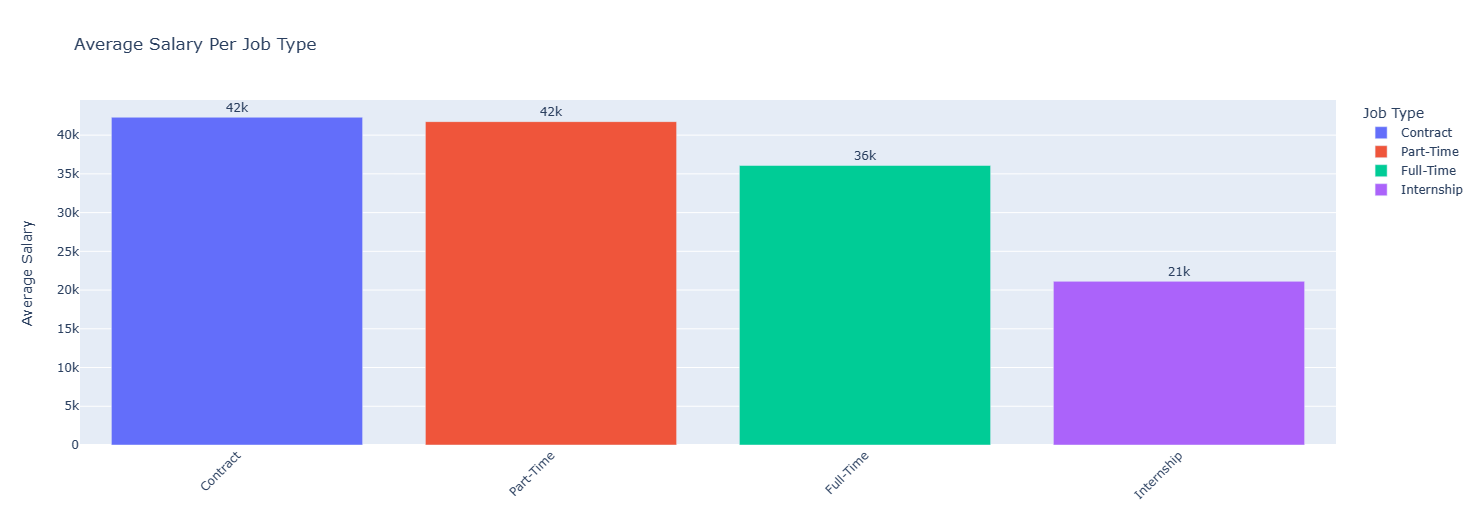 Average Salary Per Job Type
42k
42k
36k
21k
Job Type
Contract
Part-Time
Full-Time
Internship
40k
35k
30k
25k
20k
15k
10k
5k
0
Average Salary
Contract
Part-Time
Full-Time
Internship